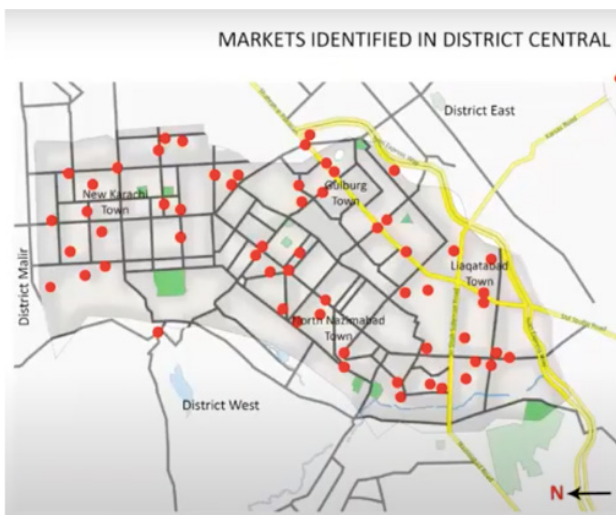 MARKETS IDENTIFIED IN DISTRICT CENTRAL
District East
New Karachi
Town
Gulburg
Town
District Malir
Liaqatabad
Town
North Nazimabad
Town
District West
N